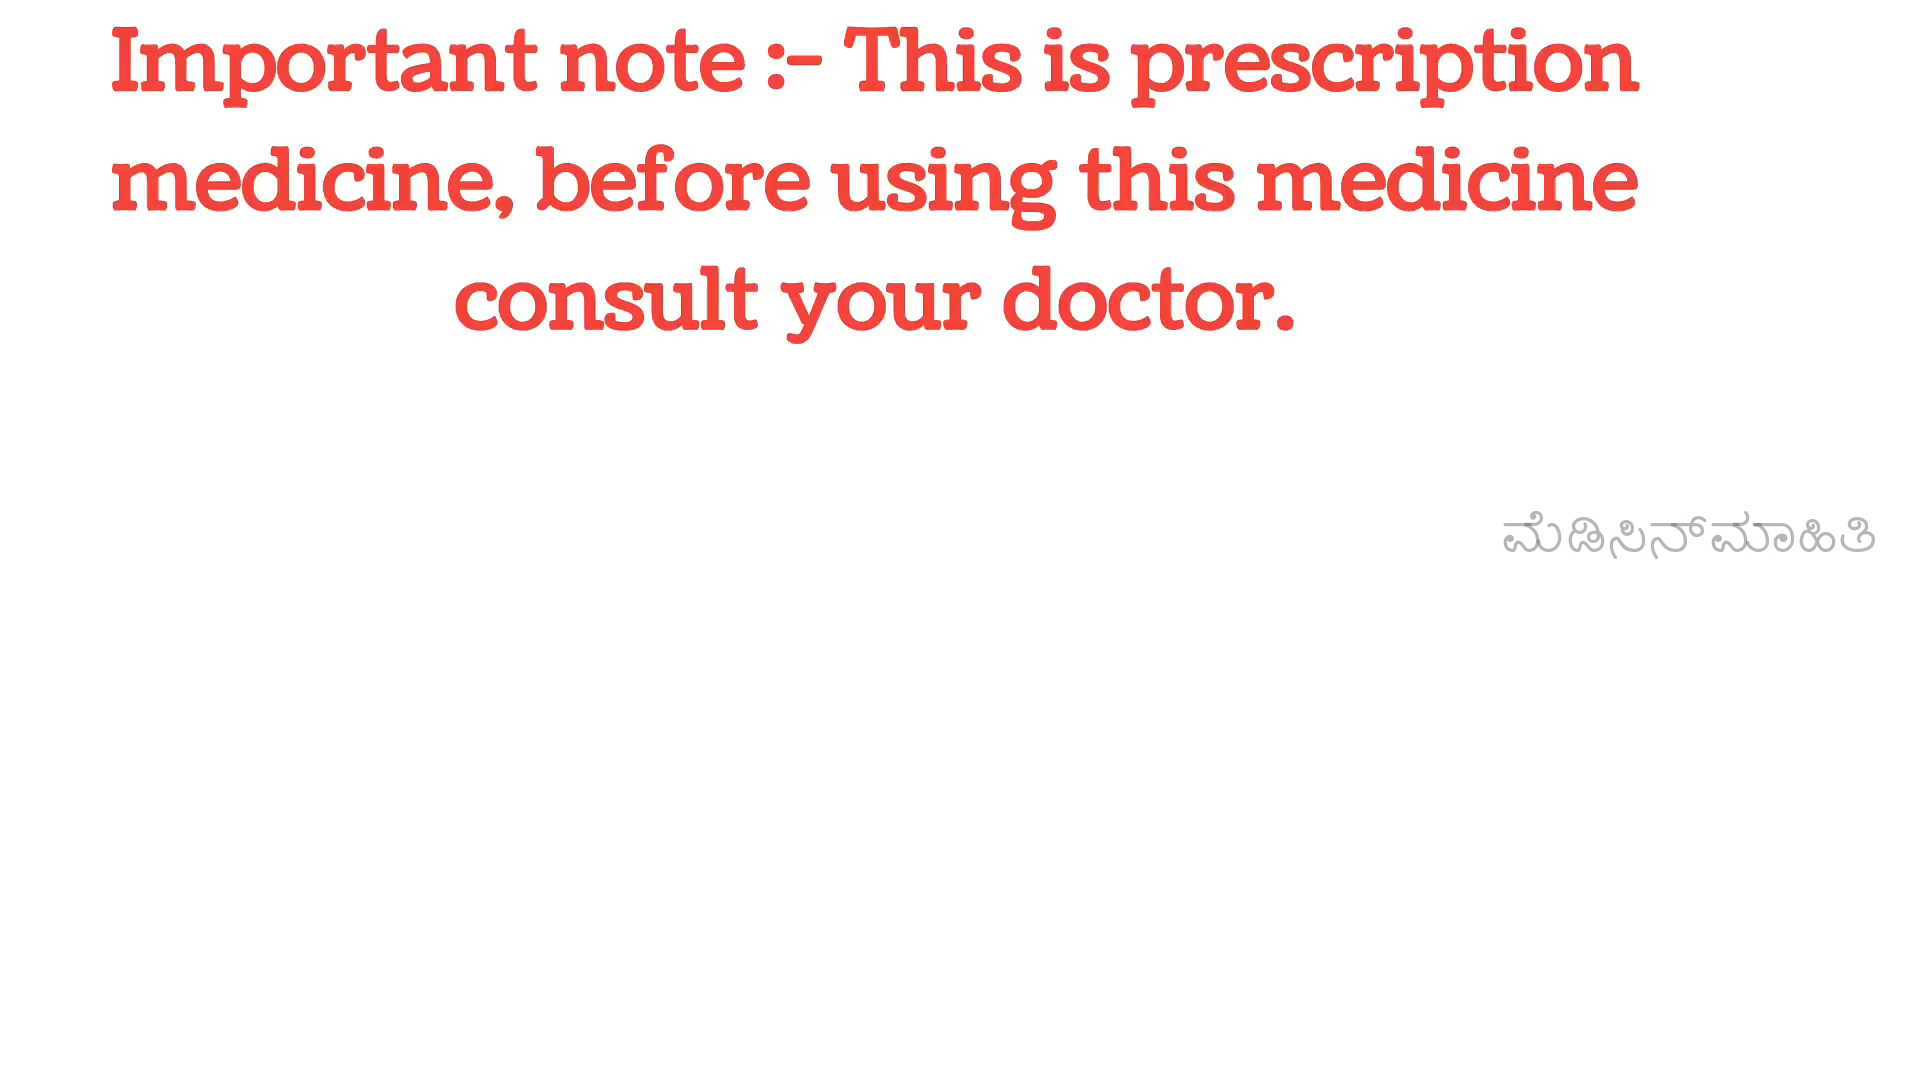 Important note :- This is prescription
medicine, before using this medicine
consult your doctor.
ಮೆಡಿಸಿನ್‌ಮಾಹಿತಿ